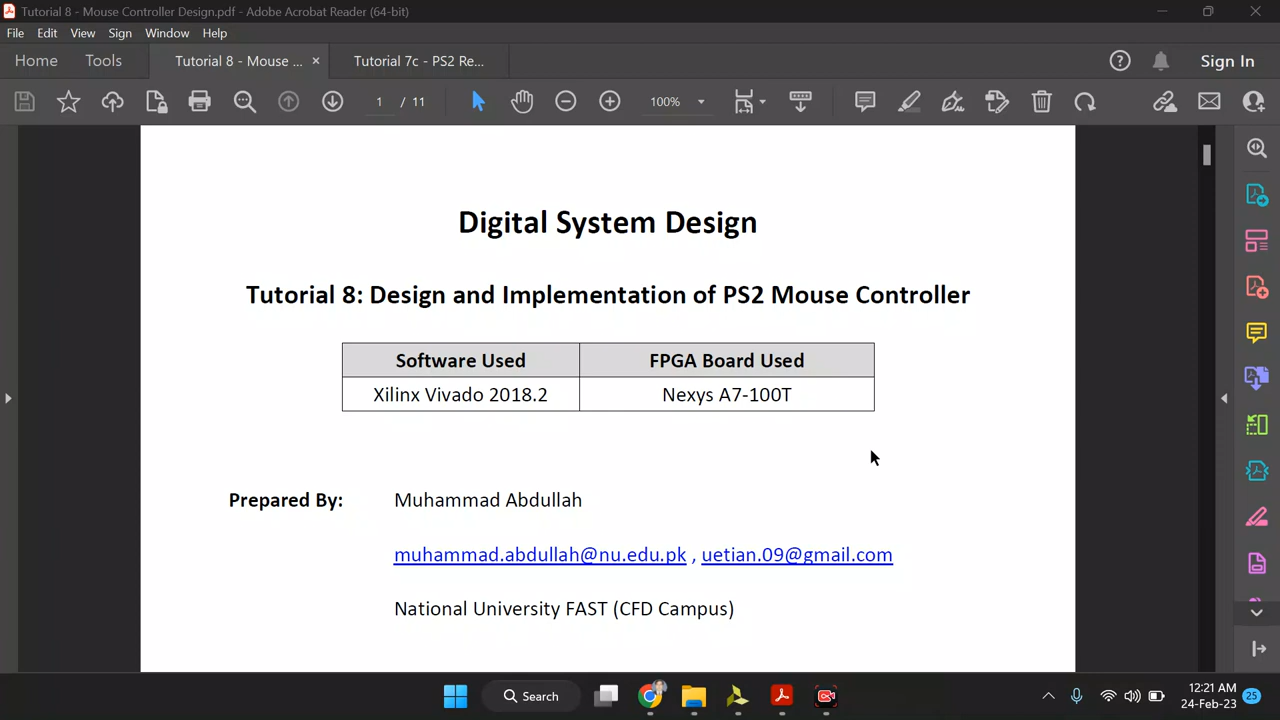 Tutorial 8 - Mouse Controller Design.pdf - Adobe Acrobat Reader (64-bit)
File Edit View Sign Window Help
Home Tools Tutorial 8 - Mouse ... × Tutorial 7c - PS2 Re... Sign In
1 / 11 100%
Digital System Design
Tutorial 8: Design and Implementation of PS2 Mouse Controller
Software Used FPGA Board Used
Xilinx Vivado 2018.2 Nexys A7-100T
Prepared By: Muhammad Abdullah
muhammad.abdullah@nu.edu.pk , uetian.09@gmail.com
National University FAST (CFD Campus)
Search
12:21 AM
24-Feb-23
25